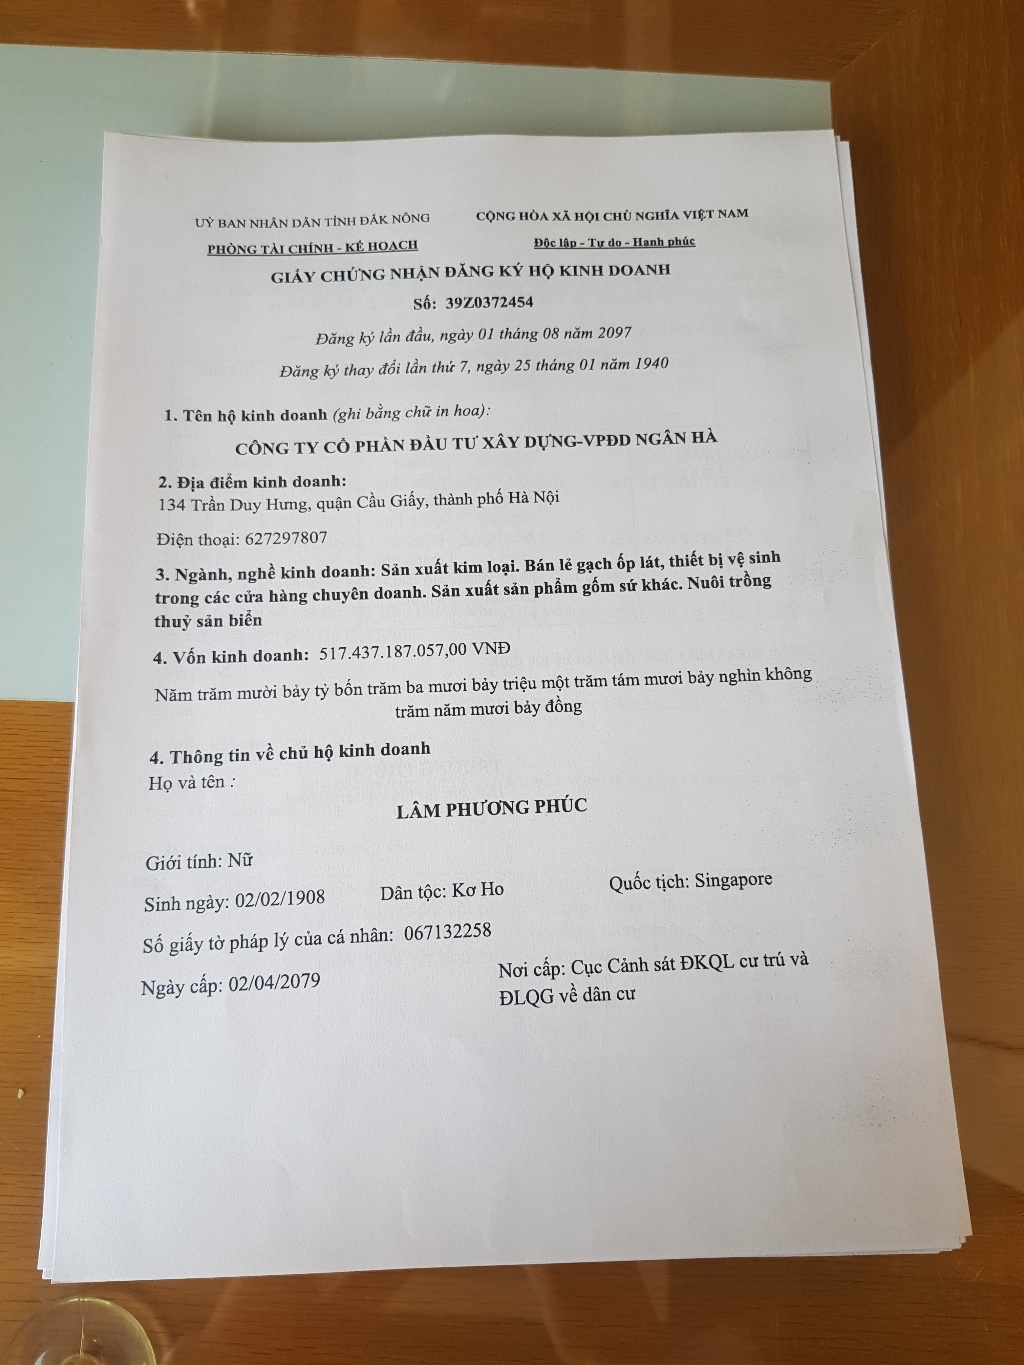 UỶ BAN NHÂN DÂN TỈNH ĐẮK NÔNG
CỘNG HÒA XÃ HỘI CHỦ NGHĨA VIỆT NAM
PHÒNG TÀI CHÍNH - KẾ HOẠCH
Độc lập - Tự do - Hạnh phúc
GIẤY CHỨNG NHẬN ĐĂNG KÝ HỘ KINH DOANH
Số: 39Z0372454
Đăng ký lần đầu, ngày 01 tháng 08 năm 2097
Đăng ký thay đổi lần thứ 7, ngày 25 tháng 01 năm 1940
1. Tên hộ kinh doanh (ghi bằng chữ in hoa):
CÔNG TY CỔ PHẦN ĐẦU TƯ XÂY DỰNG-VPĐD NGÂN HÀ
2. Địa điểm kinh doanh:
134 Trần Duy Hưng, quận Cầu Giấy, thành phố Hà Nội
Điện thoại: 627297807
3. Ngành, nghề kinh doanh: Sản xuất kim loại. Bán lẻ gạch ốp lát, thiết bị vệ sinh
trong các cửa hàng chuyên doanh. Sản xuất sản phẩm gốm sứ khác. Nuôi trồng
thuỷ sản biển
4. Vốn kinh doanh: 517.437.187.057,00 VNĐ
Năm trăm mười bảy tỷ bốn trăm ba mươi bảy triệu một trăm tám mươi bảy nghìn không
trăm năm mươi bảy đồng
4. Thông tin về chủ hộ kinh doanh
Họ và tên :
LÂM PHƯƠNG PHÚC
Giới tính: Nữ
Sinh ngày: 02/02/1908 Dân tộc: Kơ Ho Quốc tịch: Singapore
Số giấy tờ pháp lý của cá nhân: 067132258
Ngày cấp: 02/04/2079
Nơi cấp: Cục Cảnh sát ĐKQL cư trú và
ĐLQG về dân cư